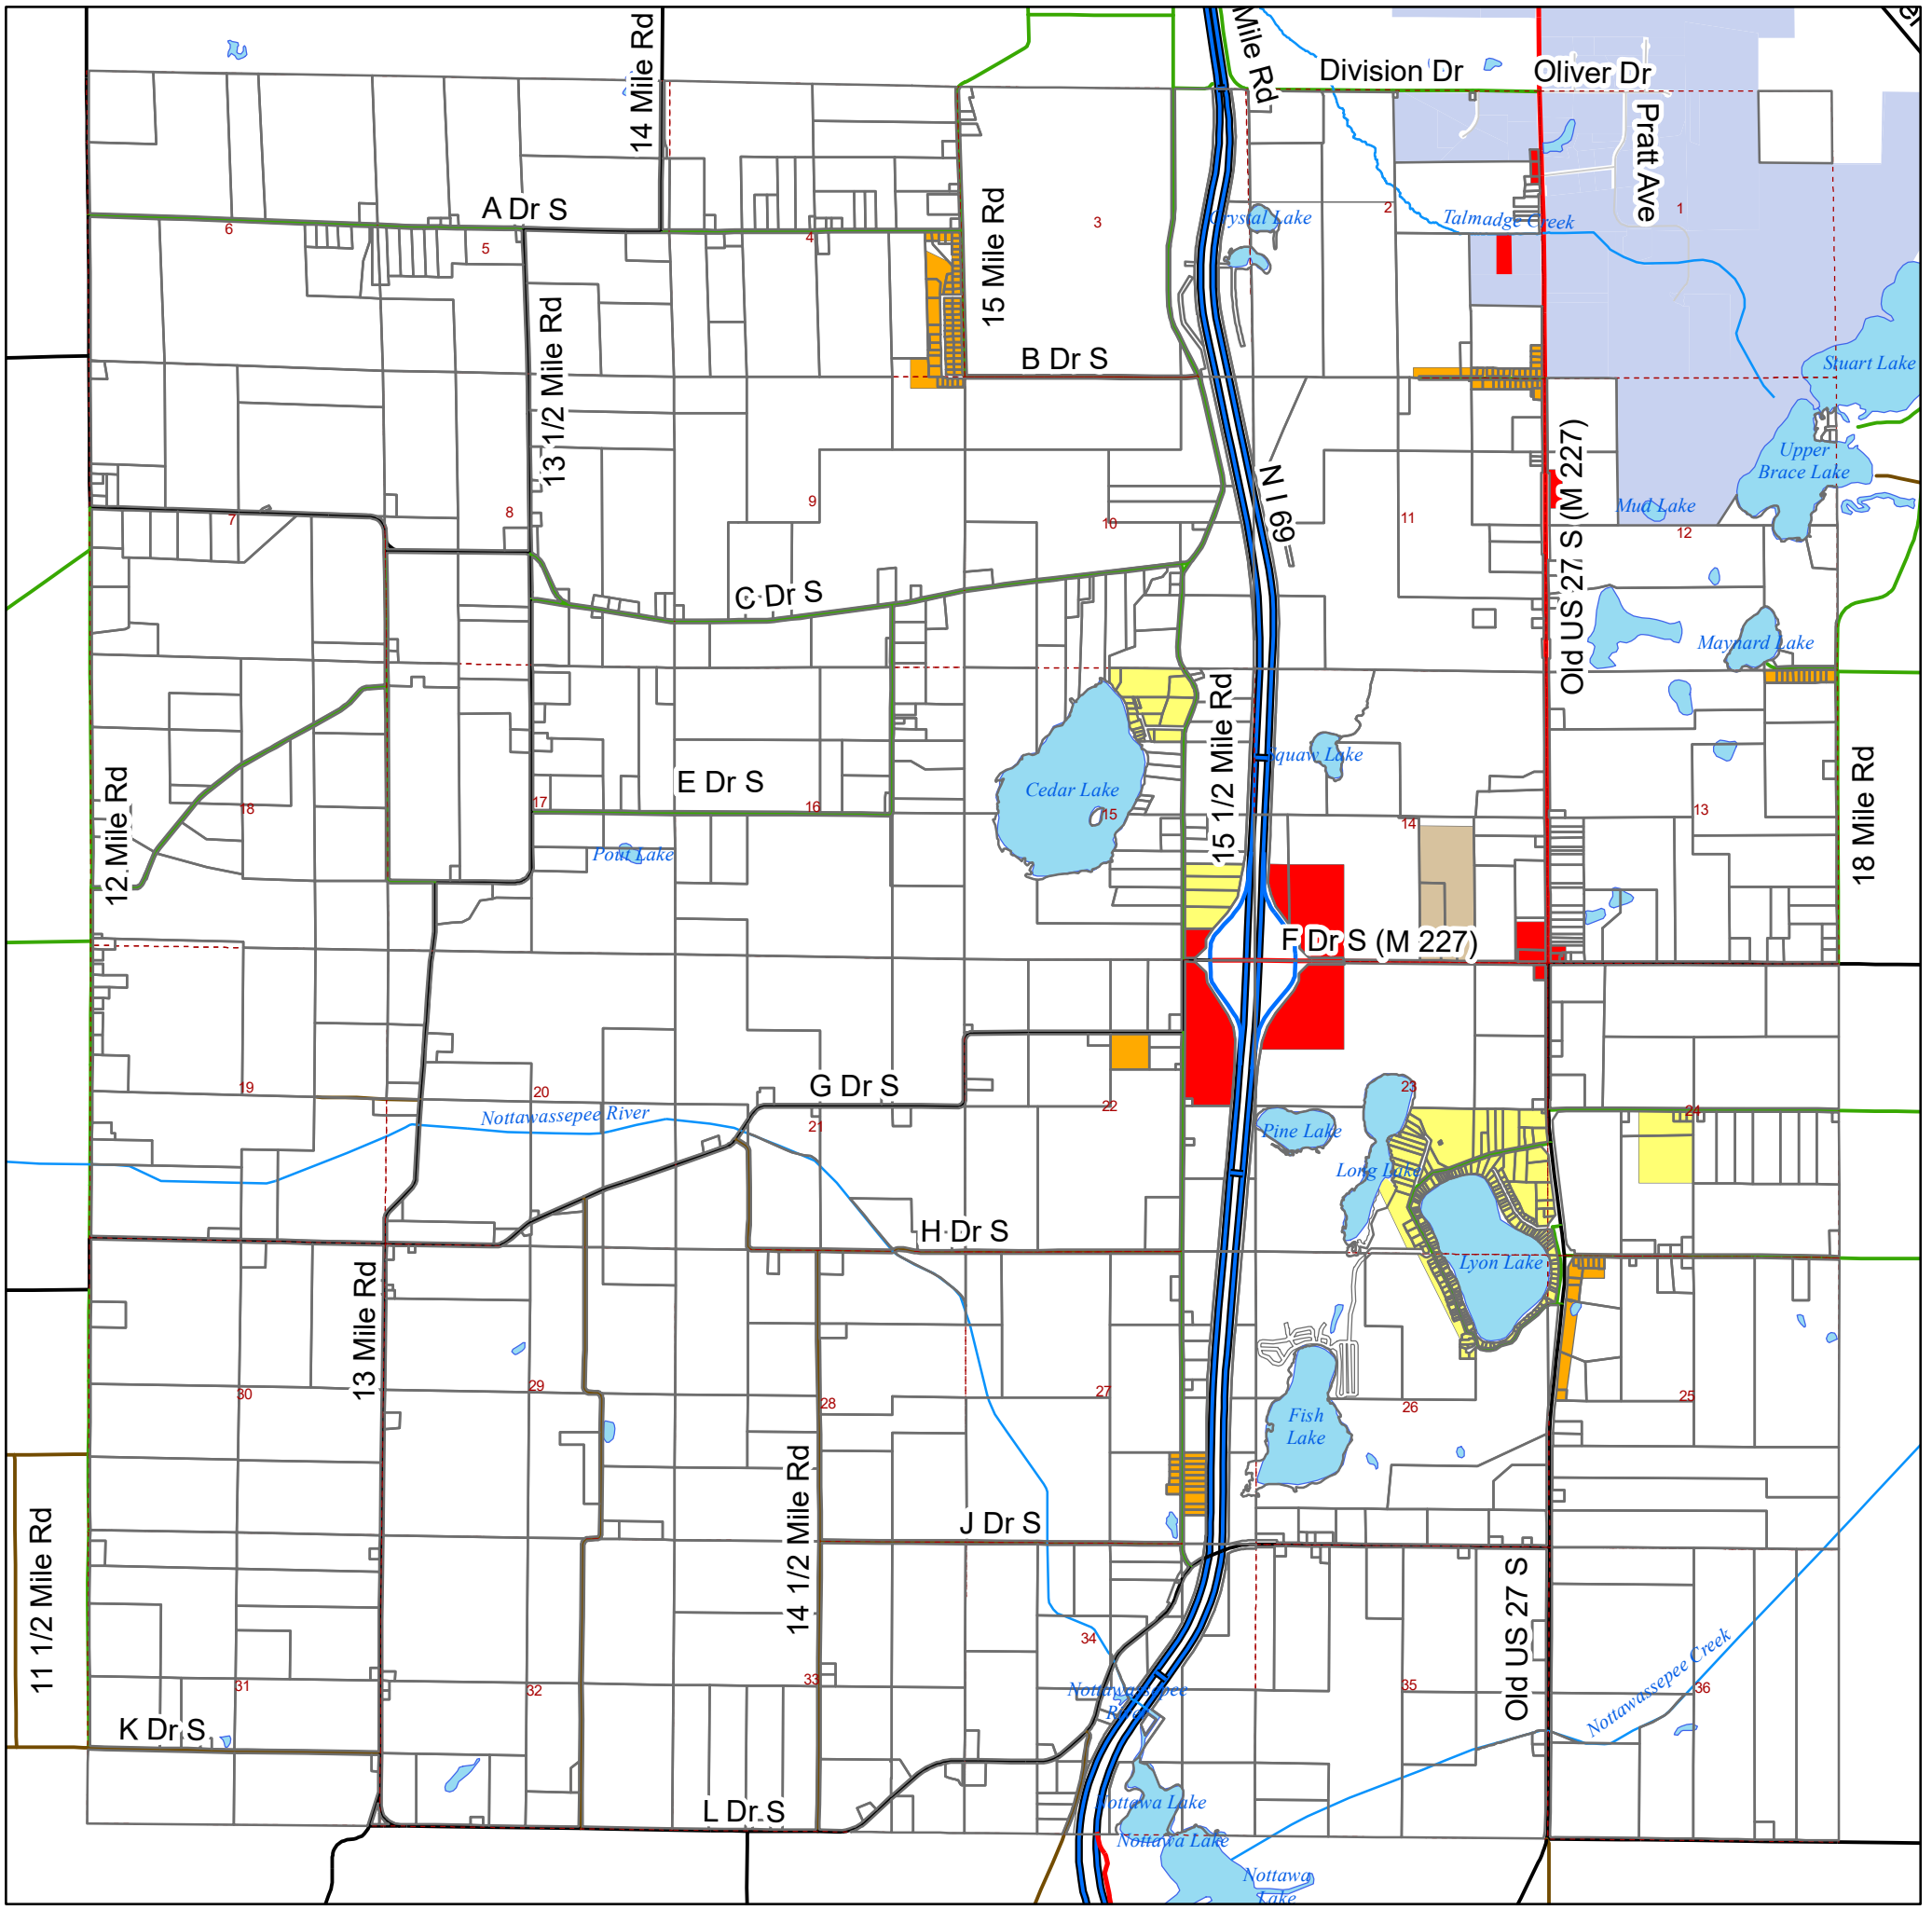 14 Mile Rd
Mile Rd
Division Dr
Oliver Dr
Pratt Ave
A Dr S
6
5
4
3
2
1
15 Mile Rd
Crystal Lake
Talmadge Creek
13 1/2 Mile Rd
B Dr S
Stuart Lake
Upper
Brace Lake
Mud Lake
N I 69
Old US 27 S (M 227)
7
8
9
10
11
12
C Dr S
Maynard Lake
12 Mile Rd
E Dr S
Cedar Lake
15 1/2 Mile Rd
quaw Lake
18 Mile Rd
18
17
16
15
14
13
Pout Lake
F Dr S (M 227)
19
20
G Dr S
21
22
23
24
Nottawassepee River
Pine Lake
Long Lake
H Dr S
Lyon Lake
13 Mile Rd
30
29
28
27
26
25
Fish
Lake
11 1/2 Mile Rd
14 1/2 Mile Rd
J Dr S
Old US 27 S
34
31
32
33
35
36
Nottawassepee
River
Nottawassepee Creek
K Dr S
L Dr S
ottawa Lake
Nottawa Lake
Nottawa
Lake